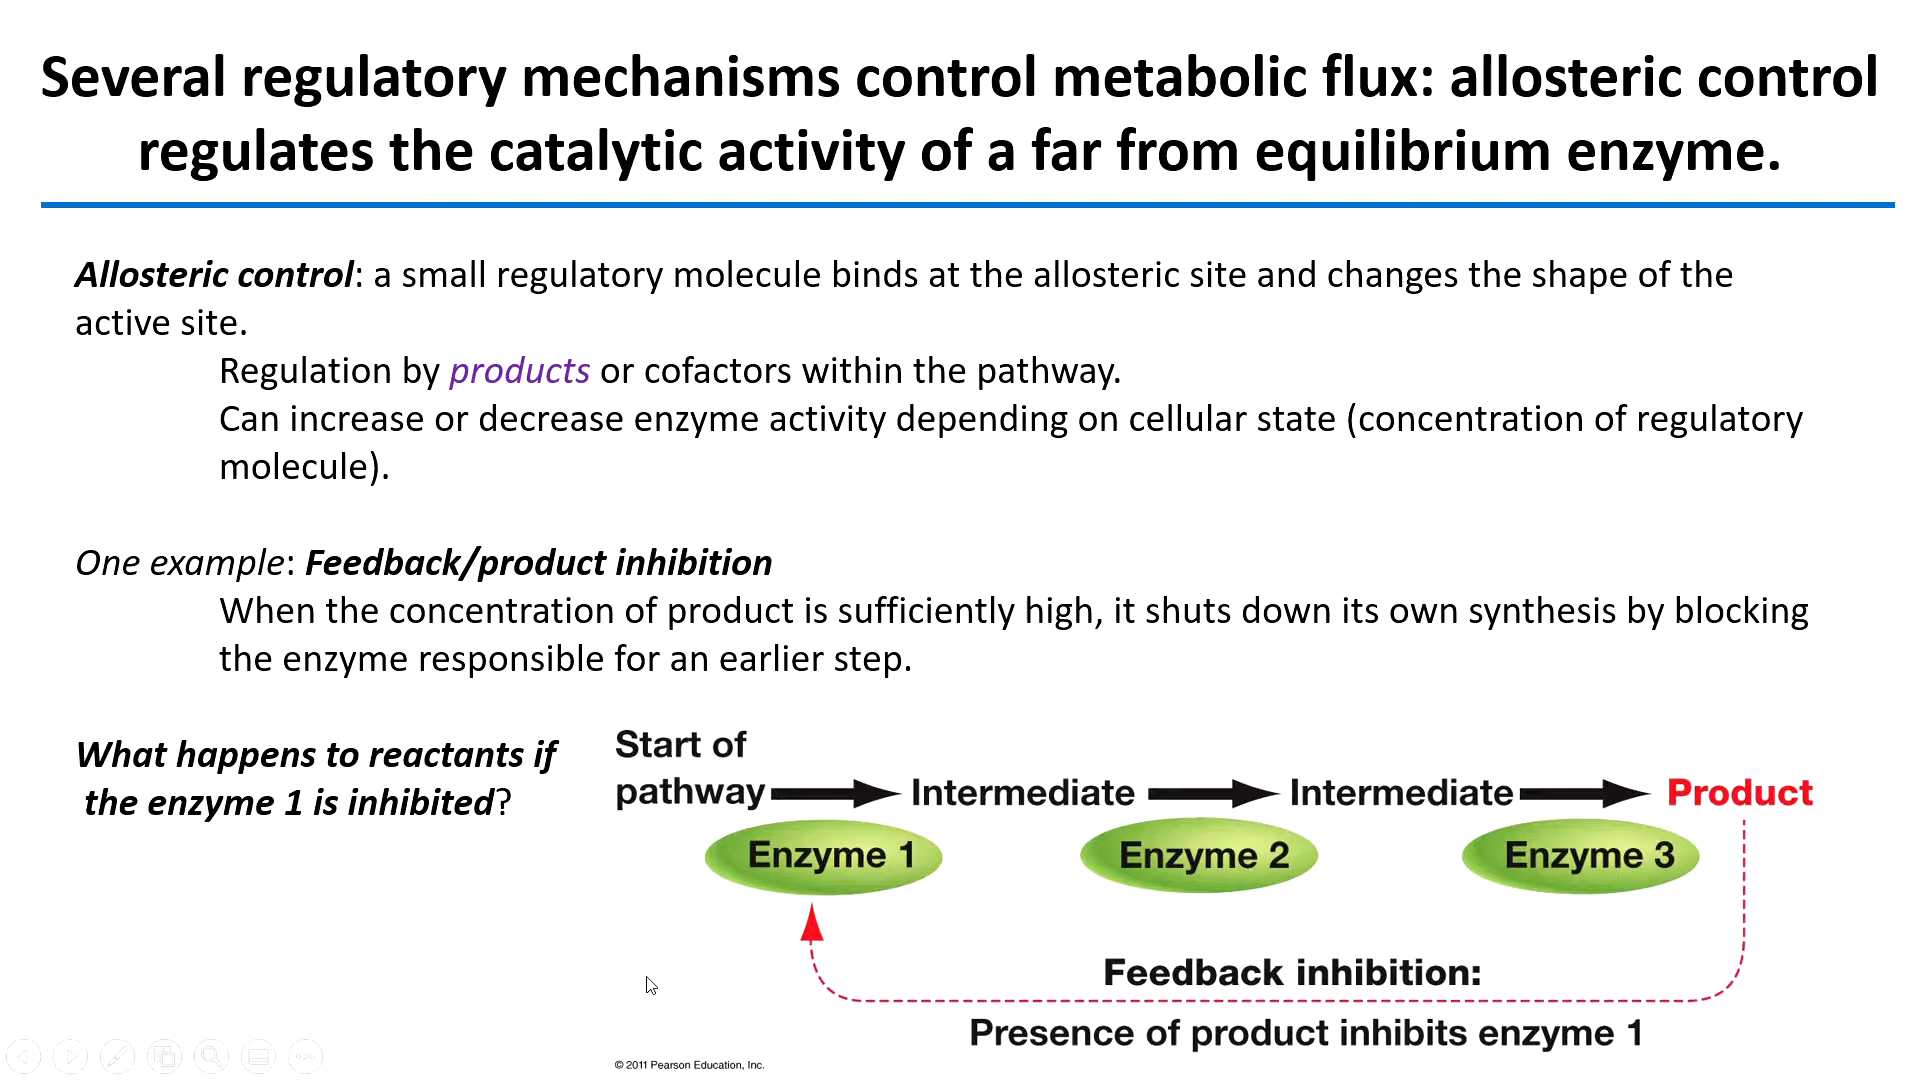 Several regulatory mechanisms control metabolic flux: allosteric control
regulates the catalytic activity of a far from equilibrium enzyme.
Allosteric control: a small regulatory molecule binds at the allosteric site and changes the shape of the
active site.
Regulation by products or cofactors within the pathway.
Can increase or decrease enzyme activity depending on cellular state (concentration of regulatory
molecule).
One example: Feedback/product inhibition
When the concentration of product is sufficiently high, it shuts down its own synthesis by blocking
the enzyme responsible for an earlier step.
What happens to reactants if
the enzyme 1 is inhibited?
Start of
pathway Intermediate Intermediate Product
Enzyme 1 Enzyme 2 Enzyme 3
Feedback inhibition:
Presence of product inhibits enzyme 1
© 2011 Pearson Education, Inc.